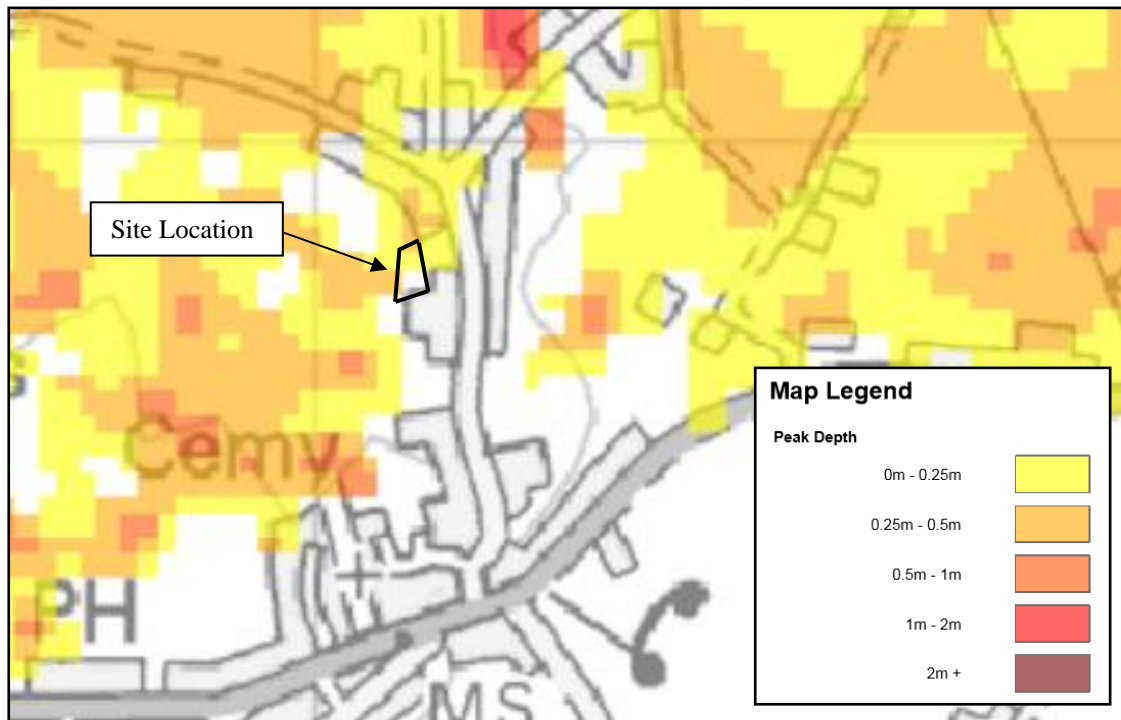 Site Location
Cemy
PH
MS
Map Legend
Peak Depth
0m - 0.25m
0.25m - 0.5m
0.5m - 1m
1m - 2m
2m +